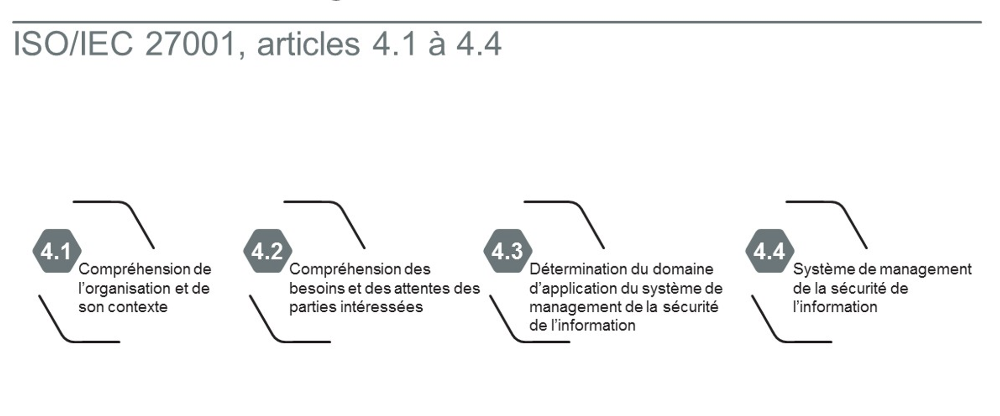 ISO/IEC 27001, articles 4.1 à 4.4
4.1
Compréhension de
l’organisation et de
son contexte
4.2
Compréhension des
besoins et des attentes des
parties intéressées
4.3
Détermination du domaine
d’application du système de
management de la sécurité
de l’information
4.4
Système de management
de la sécurité de
l’information